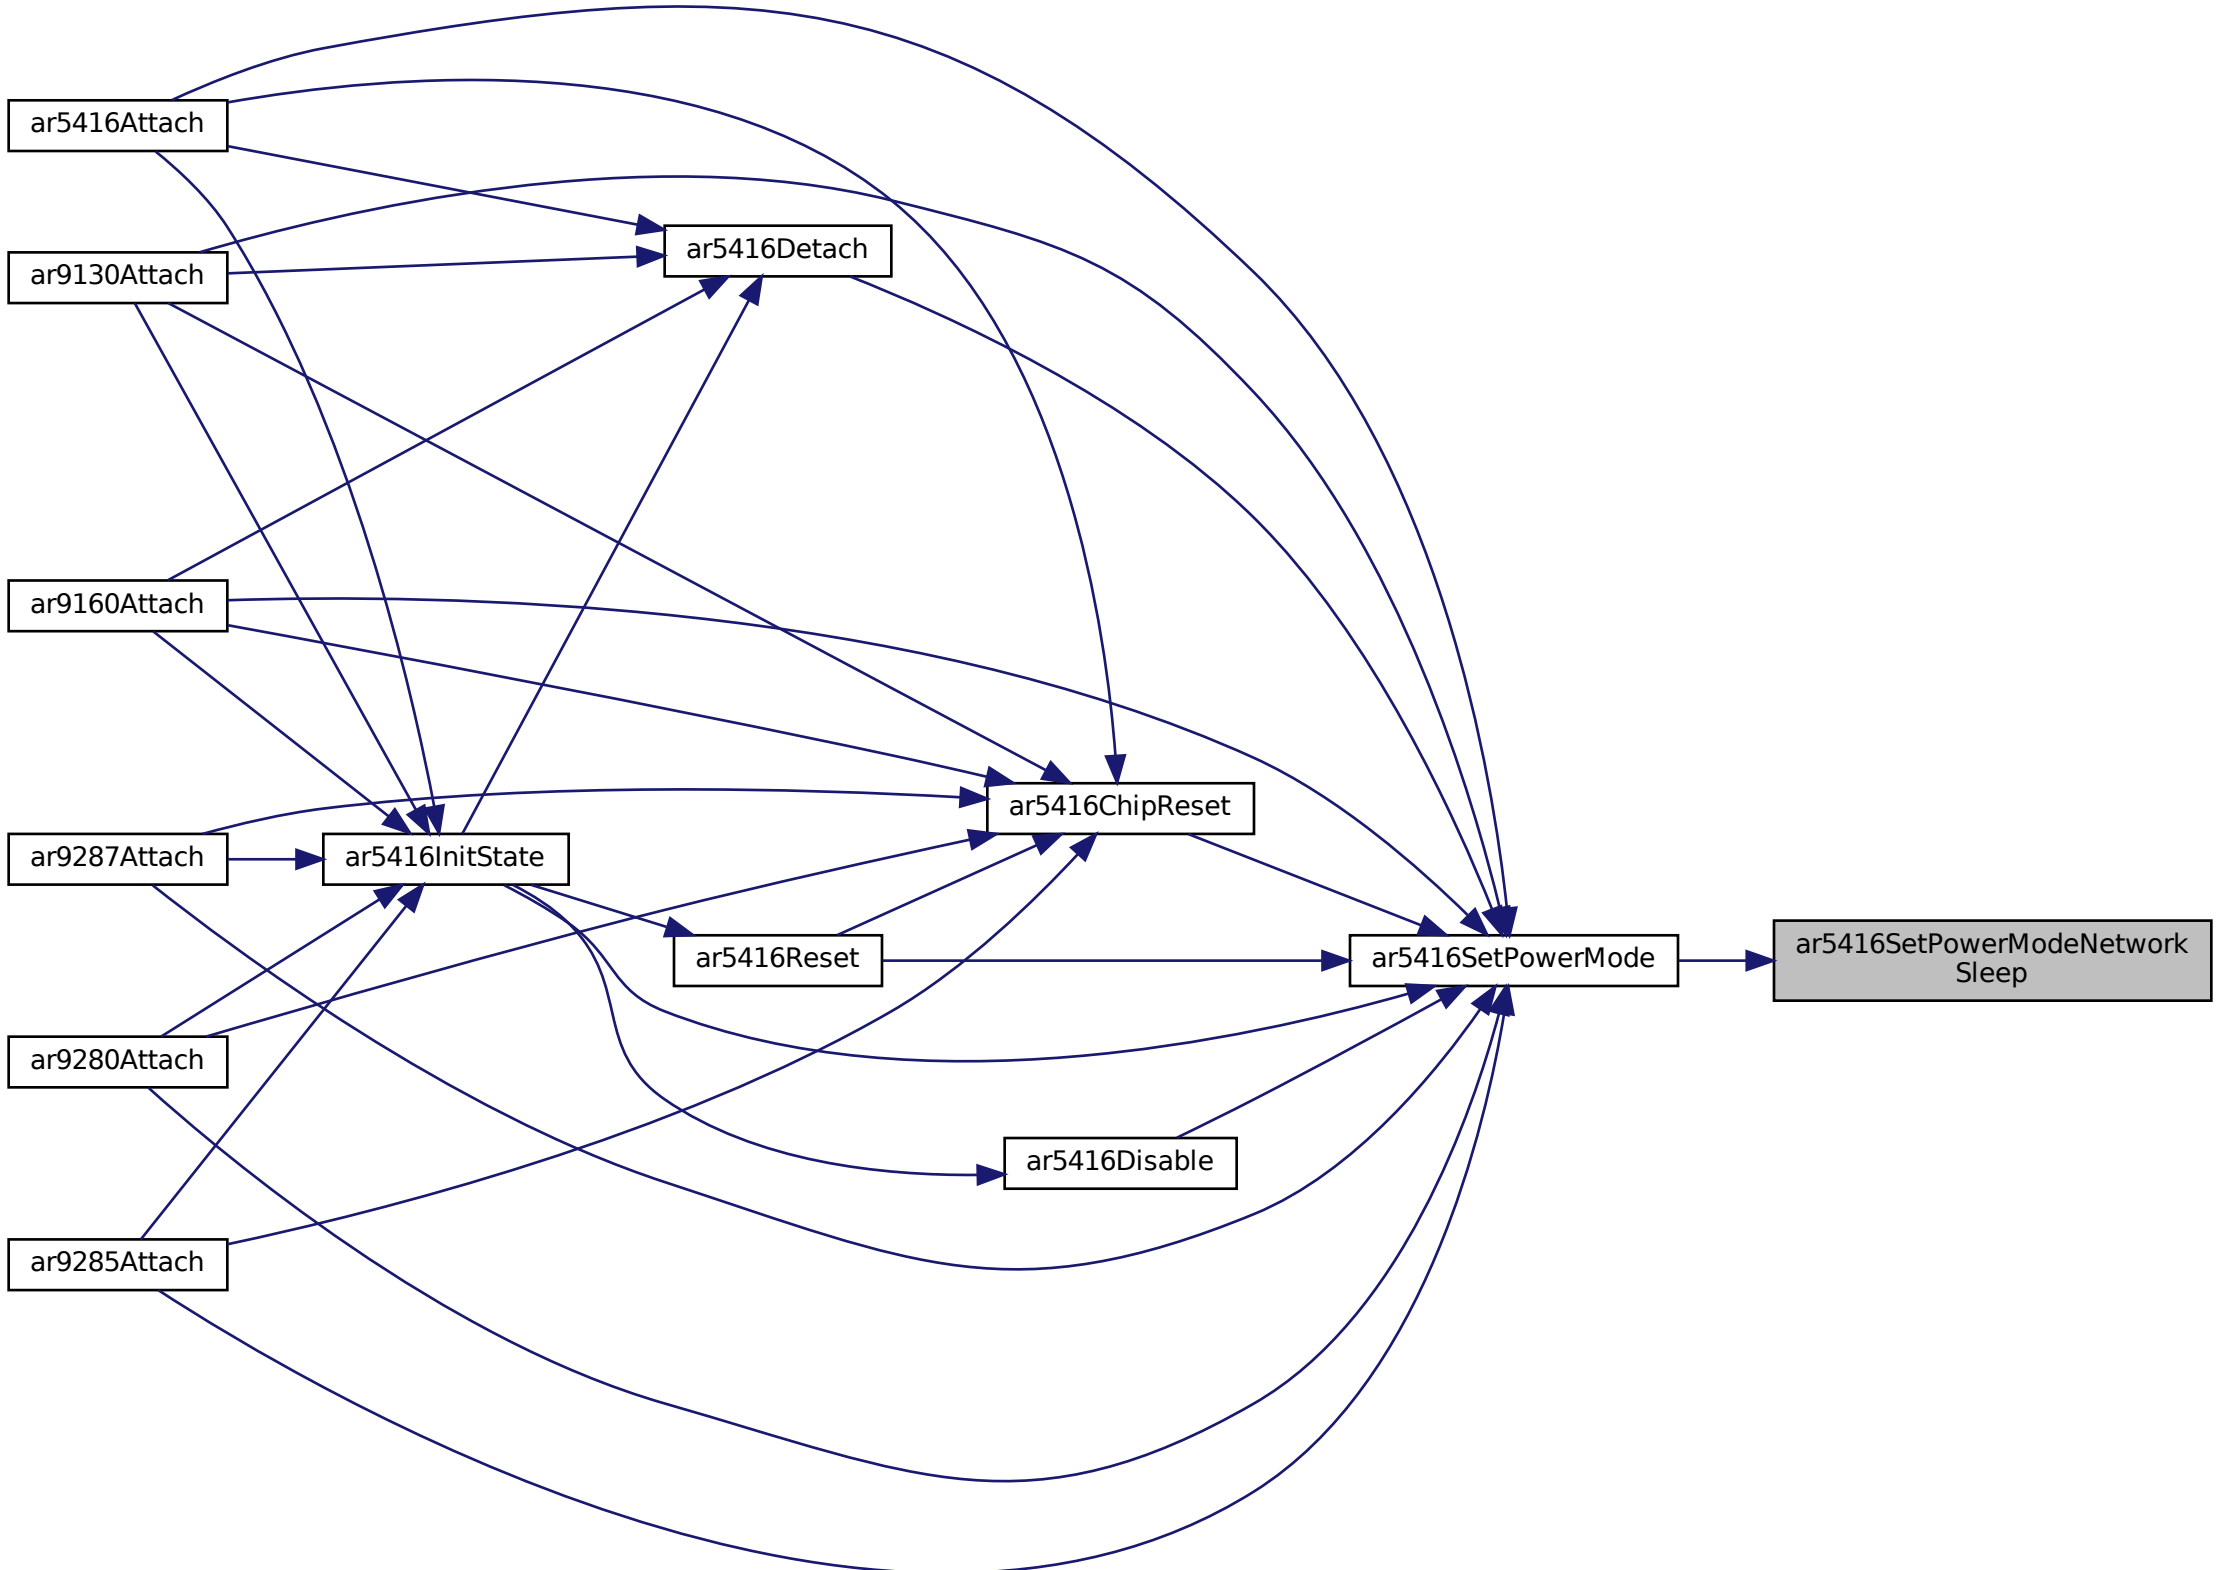 ar5416Attach
ar9130Attach
ar5416Detach
ar9160Attach
ar5416ChipReset
ar9287Attach
ar5416InitState
ar5416Reset
ar5416SetPowerMode
ar5416SetPowerModeNetwork
Sleep
ar9280Attach
ar5416Disable
ar9285Attach